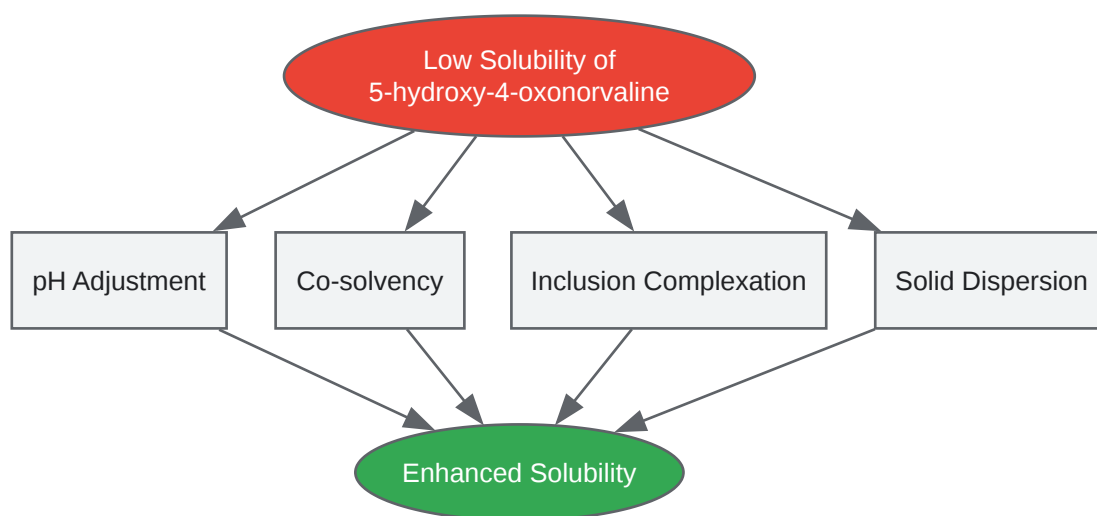 Low Solubility of
5-hydroxy-4-oxonorvaline
pH Adjustment
Co-solvency
Inclusion Complexation
Solid Dispersion
Enhanced Solubility